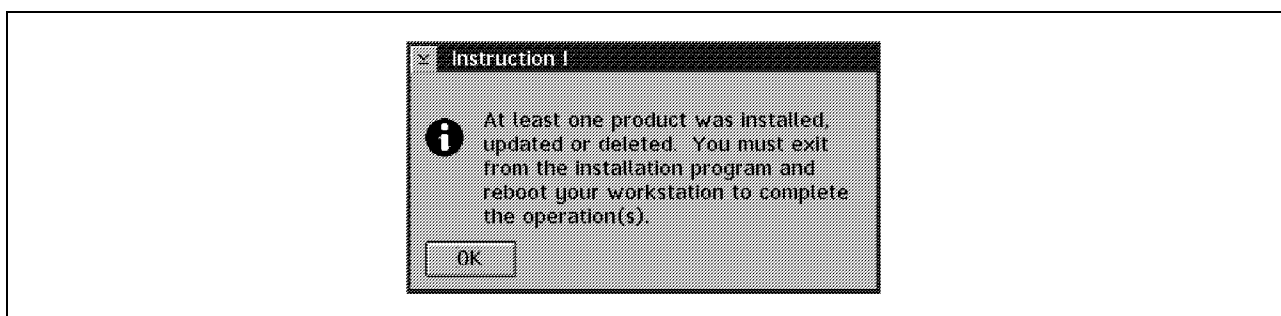 Instruction !
At least one product was installed,
updated or deleted. You must exit
from the installation program and
reboot your workstation to complete
the operation(s).
OK